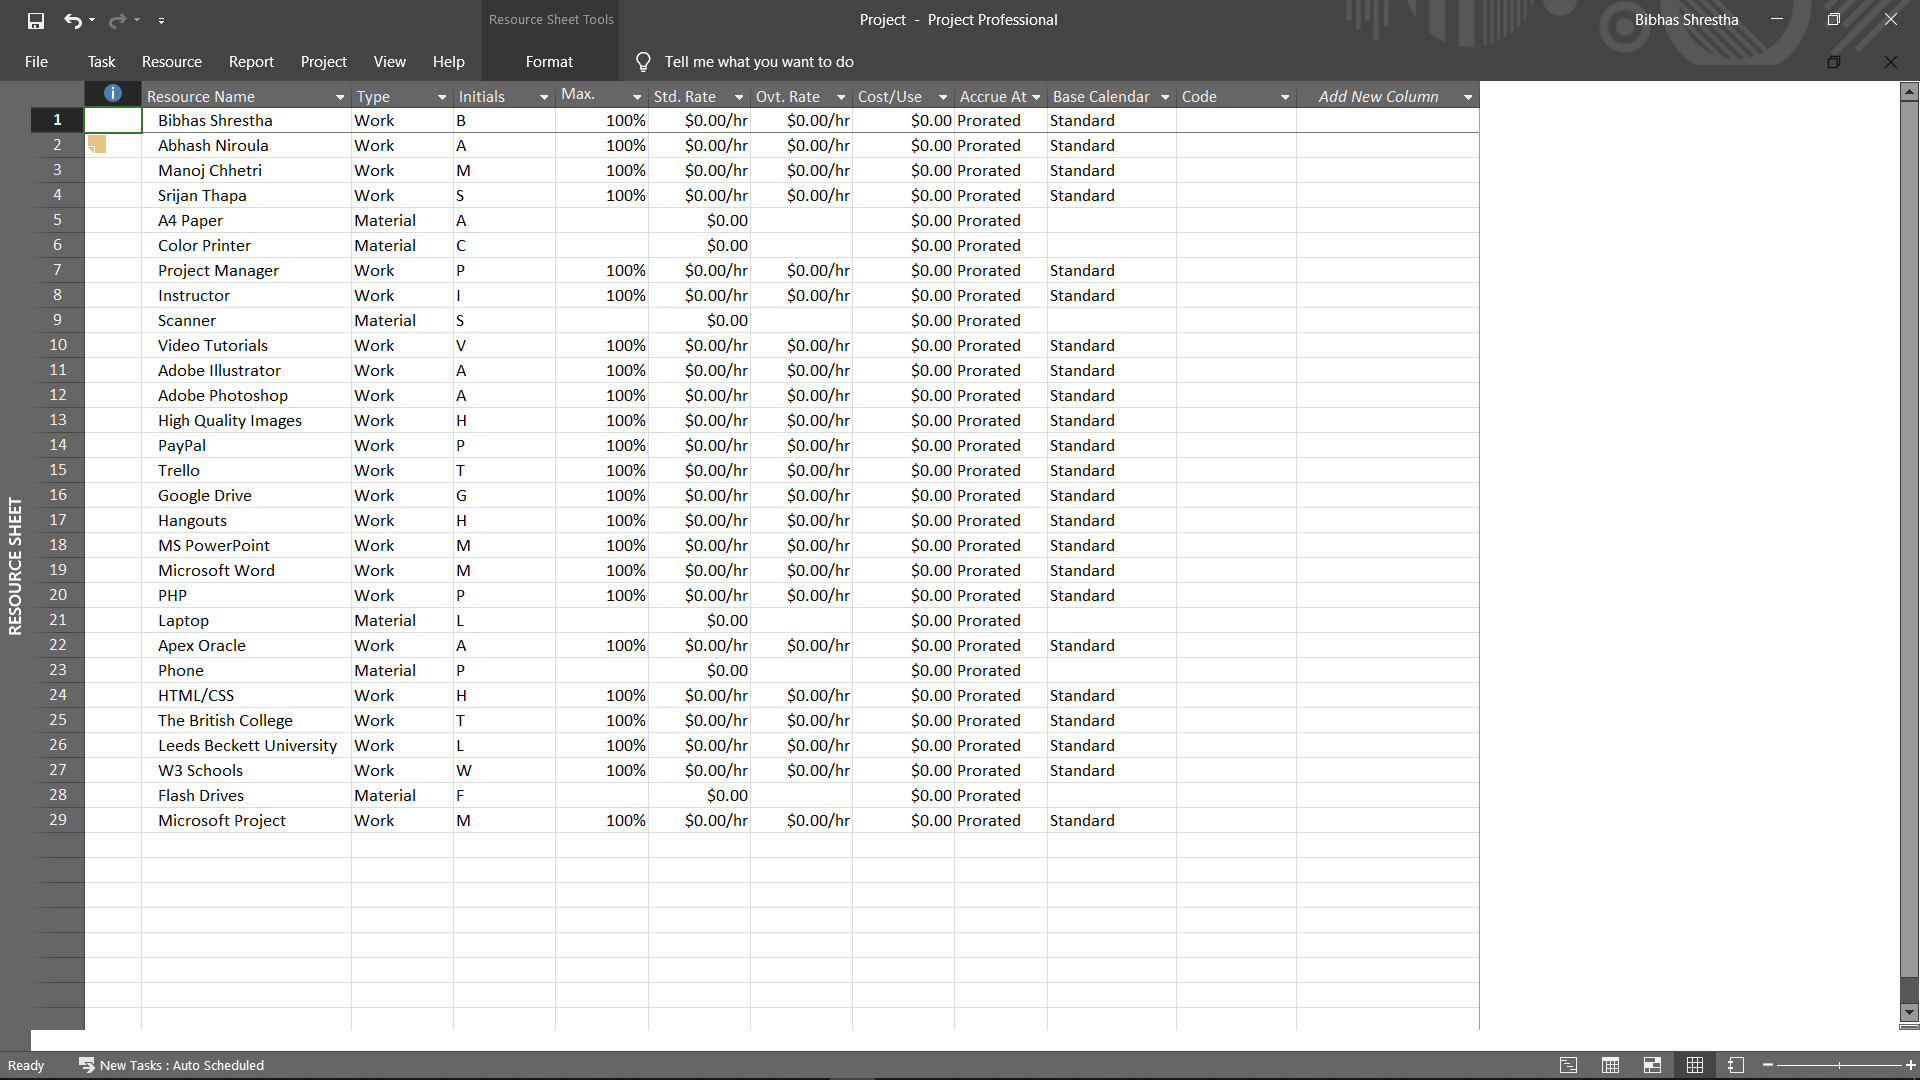 Resource Sheet Tools
Project - Project Professional
Bibhas Shrestha
File Task Resource Report Project View Help Format Tell me what you want to do
Resource Name Type Initials Max. Std. Rate Ovt. Rate Cost/Use Accrue At Base Calendar Code Add New Column
1 Bibhas Shrestha Work B 100% $0.00/hr $0.00/hr $0.00 Prorated Standard
2 Abhash Niroula Work A 100% $0.00/hr $0.00/hr $0.00 Prorated Standard
3 Manoj Chhetri Work M 100% $0.00/hr $0.00/hr $0.00 Prorated Standard
4 Srijan Thapa Work S 100% $0.00/hr $0.00/hr $0.00 Prorated Standard
5 A4 Paper Material A $0.00 $0.00 Prorated
6 Color Printer Material C $0.00 $0.00 Prorated
7 Project Manager Work P 100% $0.00/hr $0.00/hr $0.00 Prorated Standard
8 Instructor Work I 100% $0.00/hr $0.00/hr $0.00 Prorated Standard
9 Scanner Material S $0.00 $0.00 Prorated
10 Video Tutorials Work V 100% $0.00/hr $0.00/hr $0.00 Prorated Standard
11 Adobe Illustrator Work A 100% $0.00/hr $0.00/hr $0.00 Prorated Standard
12 Adobe Photoshop Work A 100% $0.00/hr $0.00/hr $0.00 Prorated Standard
13 High Quality Images Work H 100% $0.00/hr $0.00/hr $0.00 Prorated Standard
14 PayPal Work P 100% $0.00/hr $0.00/hr $0.00 Prorated Standard
15 Trello Work T 100% $0.00/hr $0.00/hr $0.00 Prorated Standard
16 Google Drive Work G 100% $0.00/hr $0.00/hr $0.00 Prorated Standard
17 Hangouts Work H 100% $0.00/hr $0.00/hr $0.00 Prorated Standard
18 MS PowerPoint Work M 100% $0.00/hr $0.00/hr $0.00 Prorated Standard
19 Microsoft Word Work M 100% $0.00/hr $0.00/hr $0.00 Prorated Standard
20 PHP Work P 100% $0.00/hr $0.00/hr $0.00 Prorated Standard
21 Laptop Material L $0.00 $0.00 Prorated
22 Apex Oracle Work A 100% $0.00/hr $0.00/hr $0.00 Prorated Standard
23 Phone Material P $0.00 $0.00 Prorated
24 HTML/CSS Work H 100% $0.00/hr $0.00/hr $0.00 Prorated Standard
25 The British College Work T 100% $0.00/hr $0.00/hr $0.00 Prorated Standard
26 Leeds Beckett University Work L 100% $0.00/hr $0.00/hr $0.00 Prorated Standard
27 W3 Schools Work W 100% $0.00/hr $0.00/hr $0.00 Prorated Standard
28 Flash Drives Material F $0.00 $0.00 Prorated
29 Microsoft Project Work M 100% $0.00/hr $0.00/hr $0.00 Prorated Standard
RESOURCE SHEET
Ready New Tasks : Auto Scheduled